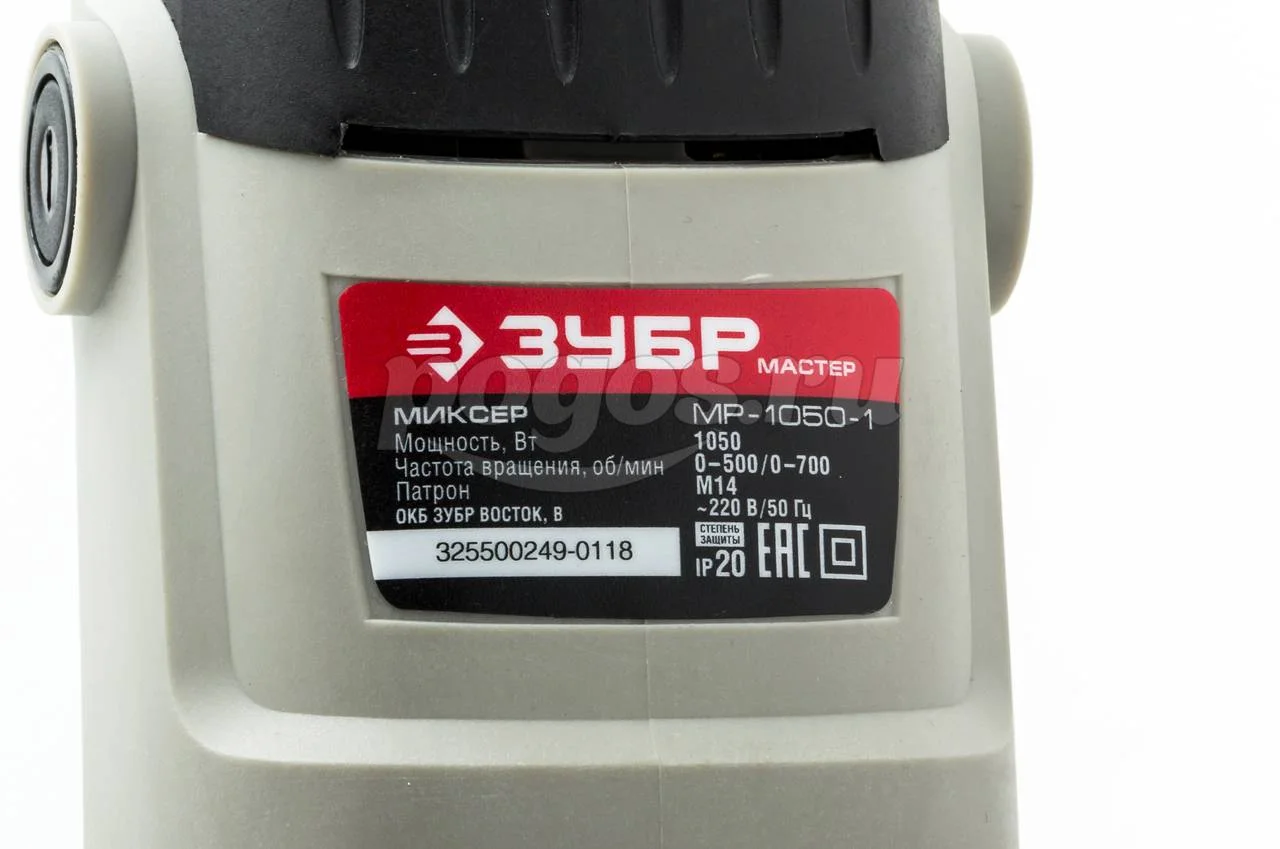 ЗУБР
МАСТЕР
pogos.ru
МИКСЕР МР-1050-1
Мощность, Вт 1050
Частота вращения, об/мин 0-500/0-700
Патрон М14
ОКБ ЗУБР ВОСТОК, В ~220 В/50 Гц
325500249-0118
СТЕПЕНЬ
ЗАЩИТЫ
IP20 EAC